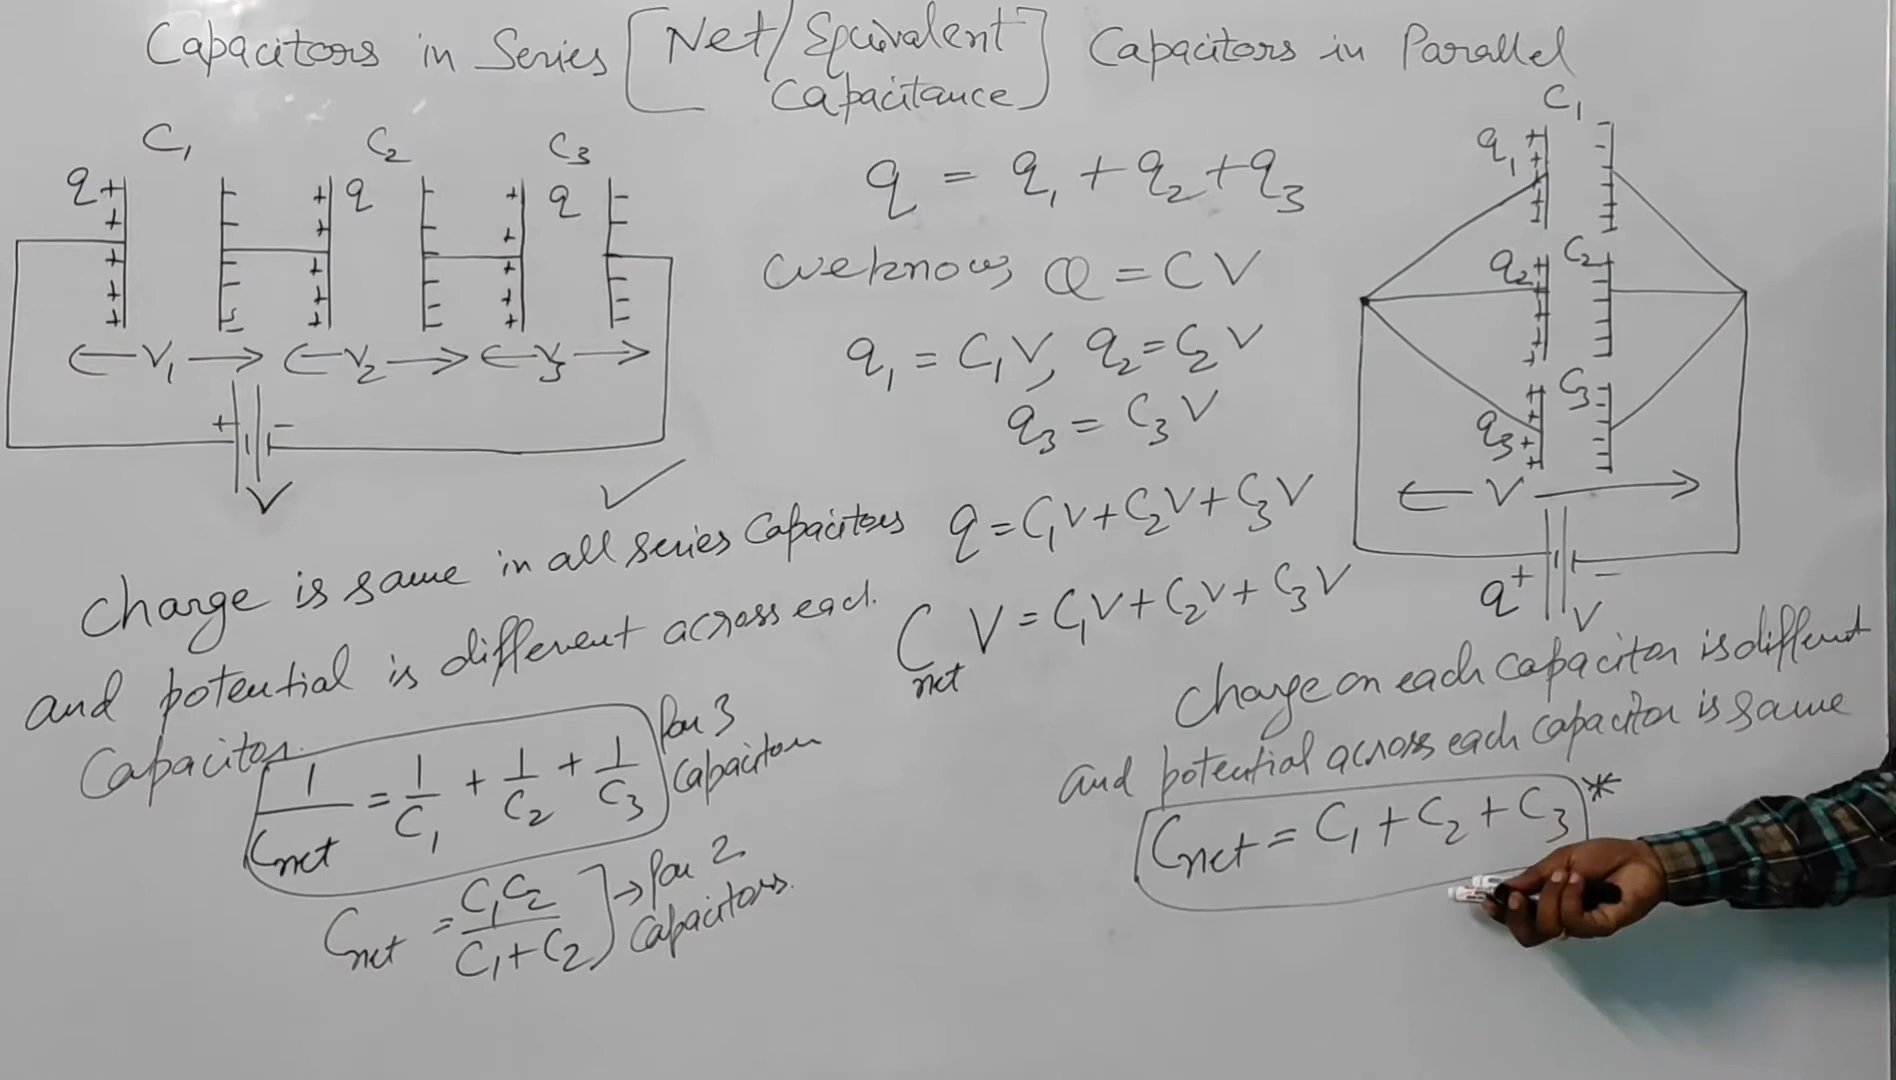 Capacitors in Series [Net/Equivalent Capacitance] Capacitors in Parallel
C₁ C₂ C₃
q q q
+ + + + +
← V₁ → ← V₂ → ← V₃ →
+ −
V ✓
Charge is same in all series Capacitors
and potential is different across each
Capacitor.
1/Cnet = 1/C₁ + 1/C₂ + 1/C₃
for 3 capacitors
Cnet = C₁C₂/(C₁+C₂) ] → for 2 Capacitors.
q = q₁ + q₂ + q₃
we know, Q = CV
q₁ = C₁V, q₂ = C₂V
q₃ = C₃V
q = C₁V + C₂V + C₃V
Cnet V = C₁V + C₂V + C₃V
C₁
q₁
C₂
q₂
C₃
q₃
← V →
q + −
V
Charge on each capacitor is different
and potential across each capacitor is same
Cnet = C₁ + C₂ + C₃ *